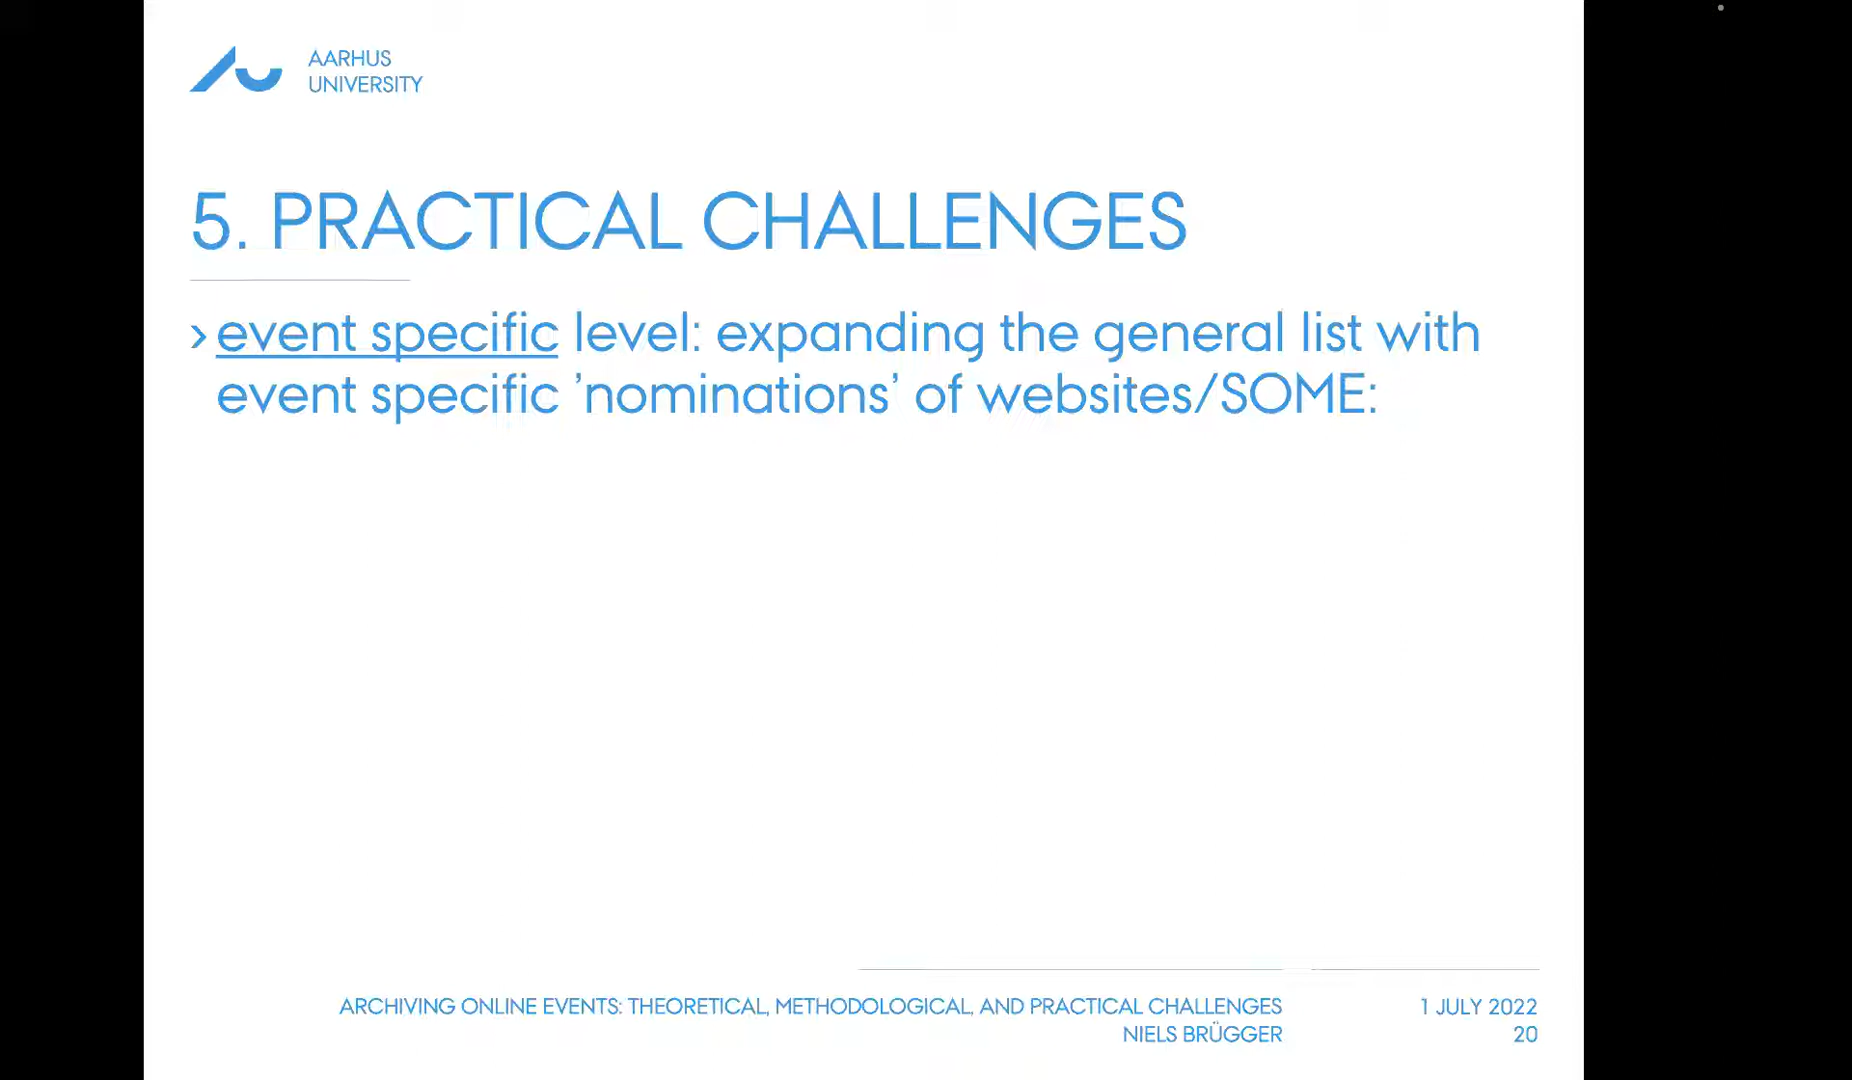 AARHUS
UNIVERSITY
5. PRACTICAL CHALLENGES
› event specific level: expanding the general list with
event specific ’nominations’ of websites/SOME:
ARCHIVING ONLINE EVENTS: THEORETICAL, METHODOLOGICAL, AND PRACTICAL CHALLENGES
NIELS BRÜGGER
1 JULY 2022
20